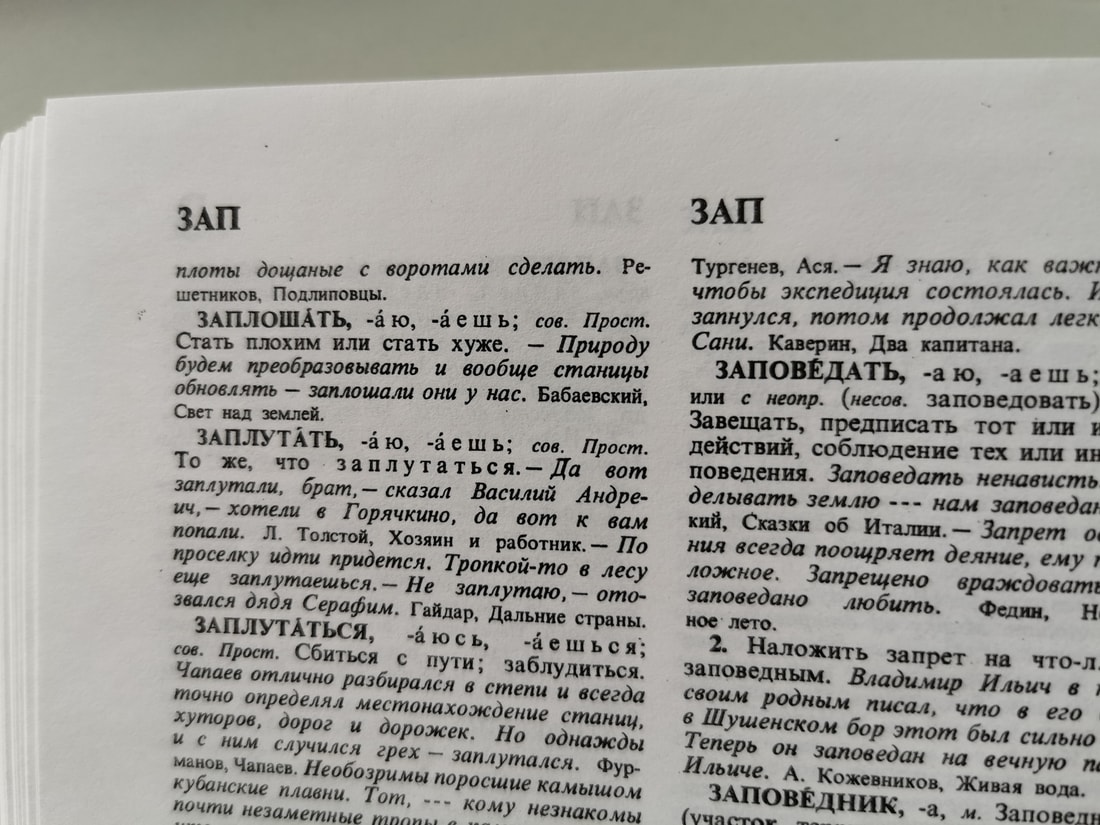 ЗАП
плоты дощаные с воротами сделать. Ре-
шетников, Подлиповцы.
ЗАПЛОША́ТЬ, -а́ю, -а́ешь; сов. Прост.
Стать плохим или стать хуже. — Природу
будем преобразовывать и вообще станицы
обновлять — заплошали они у нас. Бабаевский,
Свет над землей.
ЗАПЛУТА́ТЬ, -а́ю, -а́ешь; сов. Прост.
То же, что заплутаться. — Да вот
заплутали, брат, — сказал Василий Андре-
ич, — хотели в Горячкино, да вот к вам
попали. Л. Толстой, Хозяин и работник. — По
проселку идти придется. Тропкой-то в лесу
еще заплутаешься. — Не заплутаю, — ото-
звался дядя Серафим. Гайдар, Дальние страны.
ЗАПЛУТА́ТЬСЯ, -а́юсь, -а́ешься;
сов. Прост. Сбиться с пути; заблудиться.
Чапаев отлично разбирался в степи и всегда
точно определял местонахождение станиц,
хуторов, дорог и дорожек. Но однажды
и с ним случился грех — заплутался. Фур-
манов, Чапаев. Необозримы поросшие камышом
кубанские плавни. Тот, --- кому незнакомы
почти незаметные тропы в
ЗАП
Тургенев, Ася. — Я знаю, как
чтобы экспедиция состоялась.
запнулся, потом продолжал
Сани. Каверин, Два капитана.
ЗАПОВЕ́ДАТЬ, -аю, -аешь;
или с неопр. (несов. заповедовать)
Завещать, предписать тот или
действий, соблюдение тех или
поведения. Заповедать ненависть
делывать землю --- нам
кий, Сказки об Италии. — Запрет
ния всегда поощряет деяние, ему
ложное. Запрещено враждовать
заповедано любить. Федин,
ное лето.
2. Наложить запрет на что-л.
заповедным. Владимир Ильич в
своим родным писал, что в его
в Шушенском бор этот был сильно
Теперь он заповедан на вечную
Ильиче. А. Кожевников, Живая вода.
ЗАПОВЕ́ДНИК, -а, м.
(участок